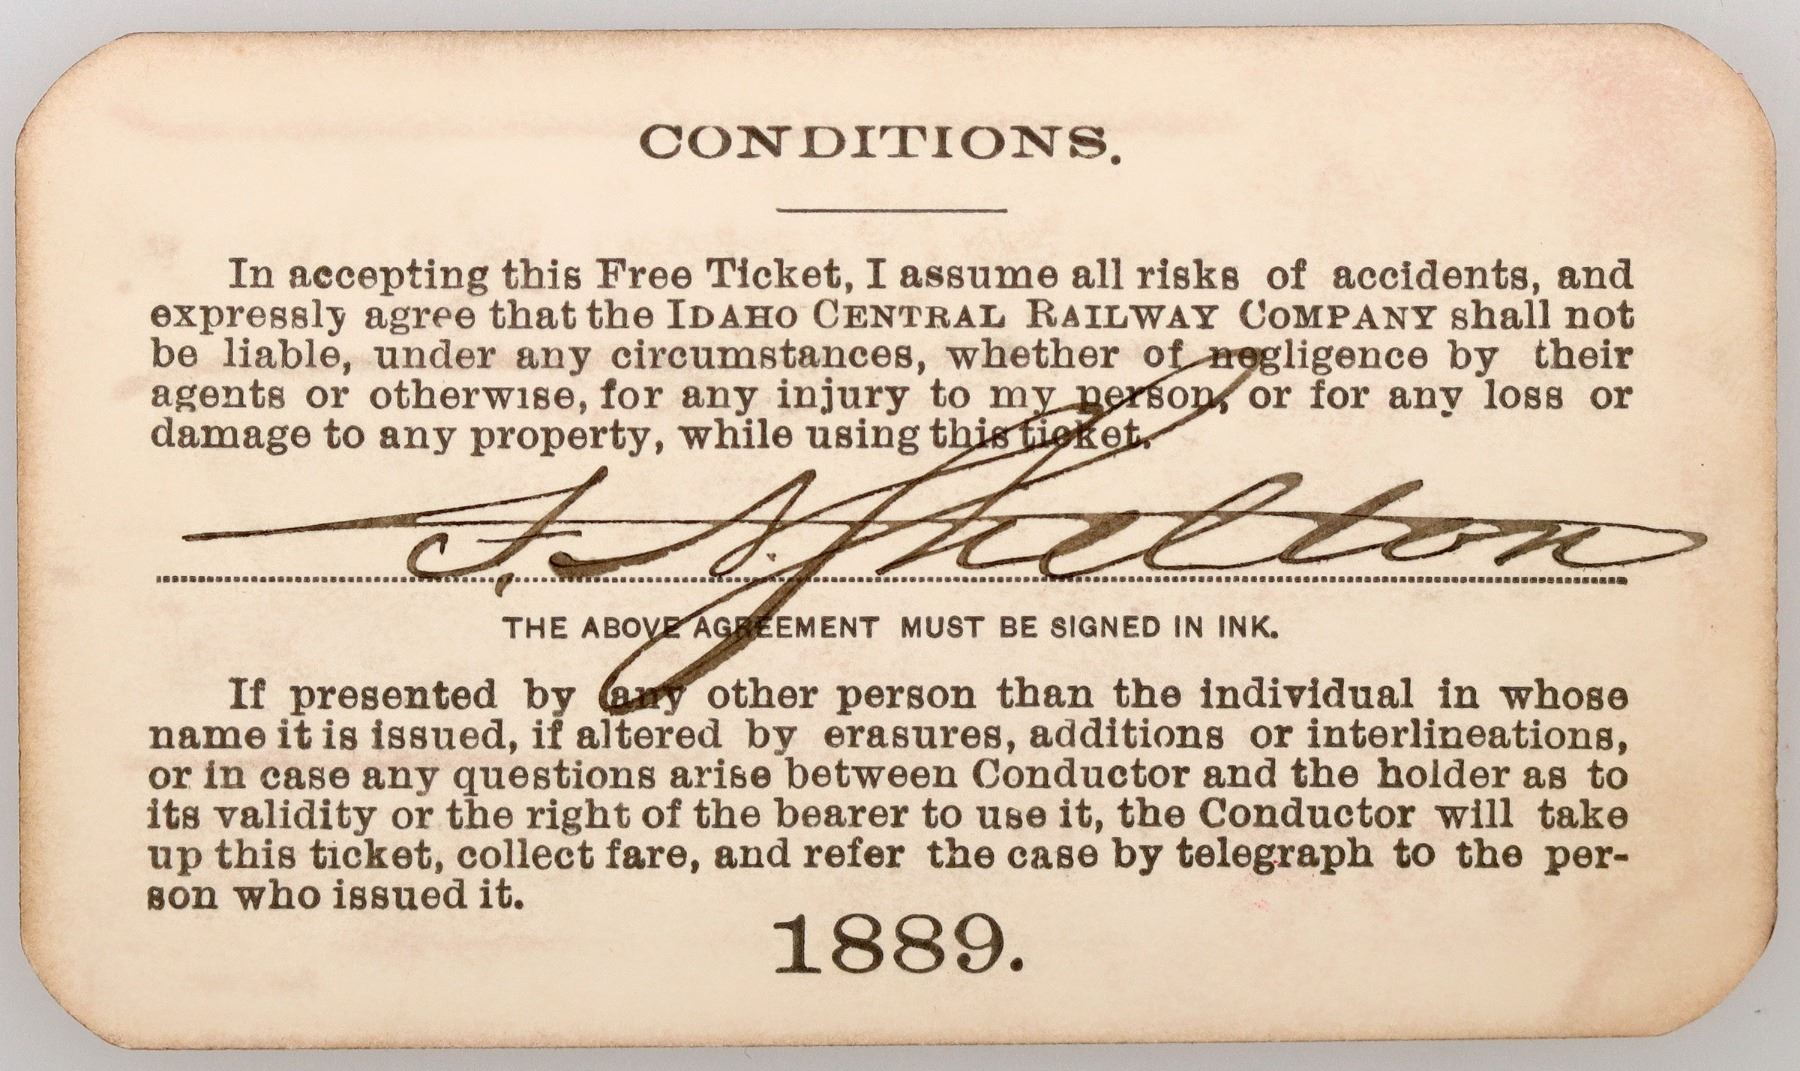 CONDITIONS.
In accepting this Free Ticket, I assume all risks of accidents, and
expressly agree that the IDAHO CENTRAL RAILWAY COMPANY shall not
be liable, under any circumstances, whether of negligence by their
agents or otherwise, for any injury to my person, or for any loss or
damage to any property, while using this ticket.
Shelton
THE ABOVE AGREEMENT MUST BE SIGNED IN INK.
If presented by any other person than the individual in whose
name it is issued, if altered by erasures, additions or interlineations,
or in case any questions arise between Conductor and the holder as to
its validity or the right of the bearer to use it, the Conductor will take
up this ticket, collect fare, and refer the case by telegraph to the per-
son who issued it.
1889.